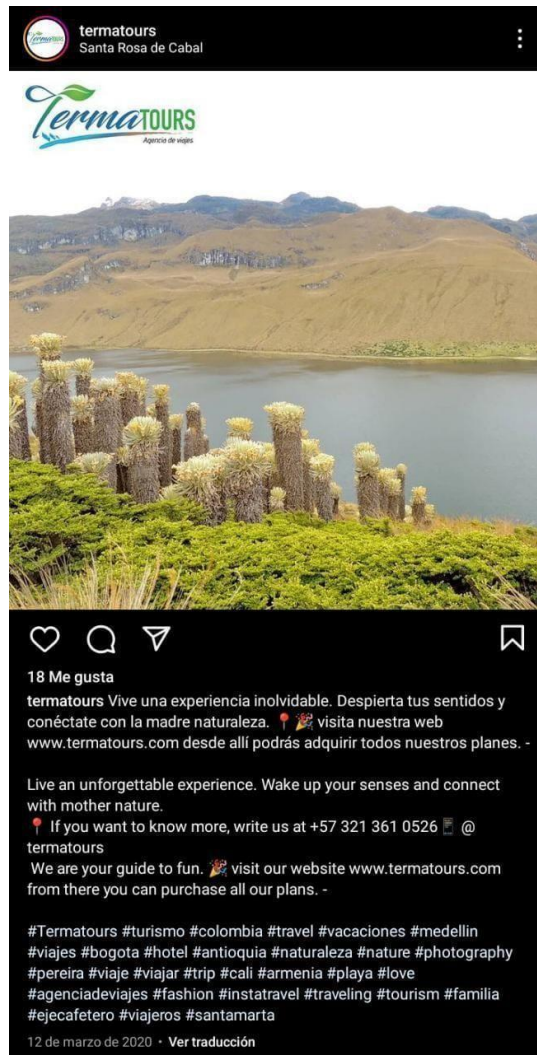 termatours
Santa Rosa de Cabal
TermaTOURS
Agencia de viajes
18 Me gusta
termatours Vive una experiencia inolvidable. Despierta tus sentidos y
conéctate con la madre naturaleza. 📍 🎉 visita nuestra web
www.termatours.com desde allí podrás adquirir todos nuestros planes. -
Live an unforgettable experience. Wake up your senses and connect
with mother nature.
📍 If you want to know more, write us at +57 321 361 0526 📱 @
termatours
We are your guide to fun. 🎉 visit our website www.termatours.com
from there you can purchase all our plans. -
#Termatours #turismo #colombia #travel #vacaciones #medellin
#viajes #bogota #hotel #antioquia #naturaleza #nature #photography
#pereira #viaje #viajar #trip #cali #armenia #playa #love
#agenciadeviajes #fashion #instatravel #traveling #tourism #familia
#ejecafetero #viajeros #santamarta
12 de marzo de 2020 • Ver traducción